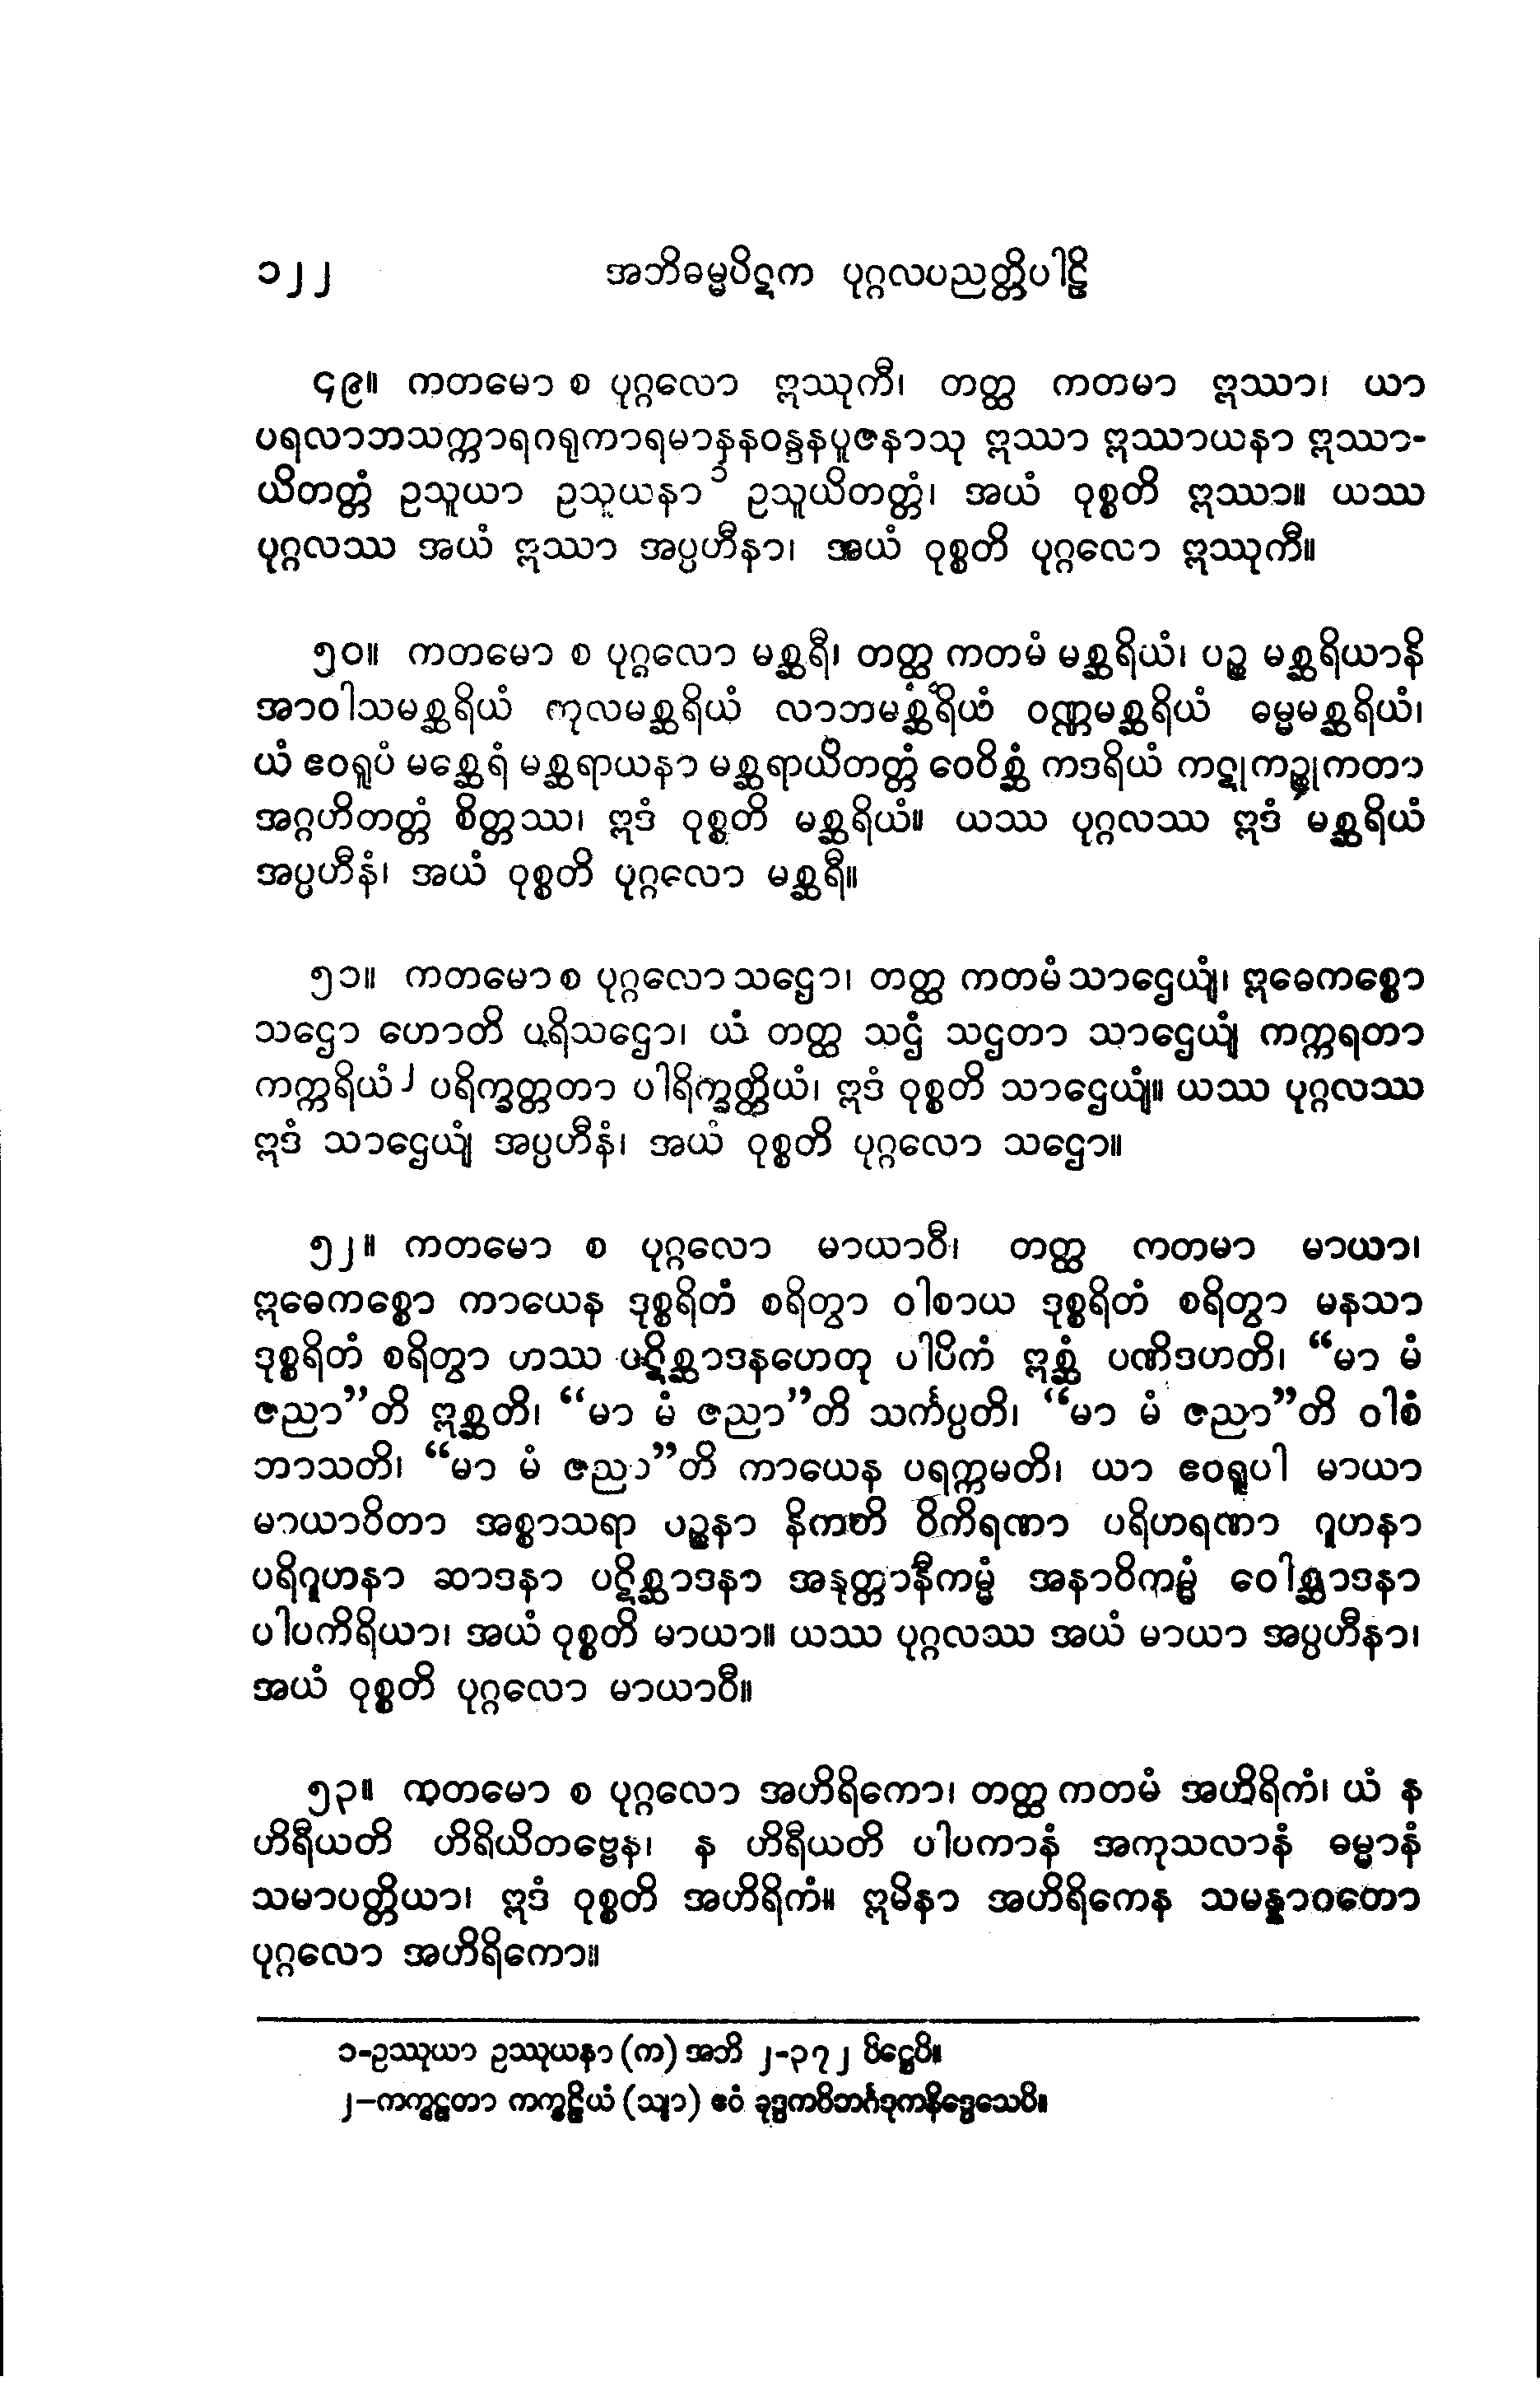 ၁၂၂ အဘိဓမ္မပိဋက ပုဂ္ဂလပညတ္တိပါဠိ
၄၉။ ကတမော စ ပုဂ္ဂလော ဣဿုကီ၊ တတ္ထ ကတမာ ဣဿာ၊ ယာ
ပရလာဘသက္ကာရဂရုကာရမာနနဝန္ဒနပူဇနာသု ဣဿာ ဣဿာယနာ ဣဿာ-
ယိတတ္တံ ဥသူယာ ဥသူယနာ ၁ ဥသူယိတတ္တံ၊ အယံ ဝုစ္စတိ ဣဿာ။ ယဿ
ပုဂ္ဂလဿ အယံ ဣဿာ အပ္ပဟီနာ၊ အယံ ဝုစ္စတိ ပုဂ္ဂလော ဣဿုကီ။
၅၀။ ကတမော စ ပုဂ္ဂလော မစ္ဆရီ၊ တတ္ထ ကတမံ မစ္ဆရိယံ၊ ပဉ္စ မစ္ဆရိယာနိ
အာဝါသမစ္ဆရိယံ ကုလမစ္ဆရိယံ လာဘမစ္ဆရိယံ ဝဏ္ဏမစ္ဆရိယံ ဓမ္မမစ္ဆရိယံ၊
ယံ ဧဝရူပံ မစ္ဆေရံ မစ္ဆရာယနာ မစ္ဆရာယိတတ္တံ ဝေဝိစ္ဆံ ကဒရိယံ ကဋုကဉ္စုကတာ
အဂ္ဂဟိတတ္တံ စိတ္တဿ၊ ဣဒံ ဝုစ္စတိ မစ္ဆရိယံ။ ယဿ ပုဂ္ဂလဿ ဣဒံ မစ္ဆရိယံ
အပ္ပဟီနံ၊ အယံ ဝုစ္စတိ ပုဂ္ဂလော မစ္ဆရီ။
၅၁။ ကတမော စ ပုဂ္ဂလော သဌော၊ တတ္ထ ကတမံ သာဌေယျံ၊ ဣဓေကစ္စော
သဌော ဟောတိ ပရိသဌော၊ ယံ တတ္ထ သဌံ သဌတာ သာဌေယျံ ကက္ကရတာ
ကက္ကရိယံ ၂ ပရိက္ခတ္တတာ ပါရိက္ခတ္တိယံ၊ ဣဒံ ဝုစ္စတိ သာဌေယျံ။ ယဿ ပုဂ္ဂလဿ
ဣဒံ သာဌေယျံ အပ္ပဟီနံ၊ အယံ ဝုစ္စတိ ပုဂ္ဂလော သဌော။
၅၂။ ကတမော စ ပုဂ္ဂလော မာယာဝီ၊ တတ္ထ ကတမာ မာယာ၊
ဣဓေကစ္စော ကာယေန ဒုစ္စရိတံ စရိတွာ ဝါစာယ ဒုစ္စရိတံ စရိတွာ မနသာ
ဒုစ္စရိတံ စရိတွာ ဟဿ ပဋိစ္ဆာဒနဟေတု ပါပိကံ ဣစ္ဆံ ပဏိဒဟတိ၊ “မာ မံ
ဇညာ”တိ ဣစ္ဆတိ၊ “မာ မံ ဇညာ”တိ သင်္ကပ္ပတိ၊ “မာ မံ ဇညာ”တိ ဝါစံ
ဘာသတိ၊ “မာ မံ ဇညာ”တိ ကာယေန ပရက္ကမတိ၊ ယာ ဧဝရူပါ မာယာ
မာယာဝိတာ အစ္စာသရာ ပဉ္စနာ နိကတိ ဝိကိရဏာ ပရိဟရဏာ ဂူဟနာ
ပရိဂူဟနာ ဆာဒနာ ပဋိစ္ဆာဒနာ အနုတ္တာနီကမ္မံ အနာဝိကမ္မံ ဝေါစ္ဆာဒနာ
ပါပကိရိယာ၊ အယံ ဝုစ္စတိ မာယာ။ ယဿ ပုဂ္ဂလဿ အယံ မာယာ အပ္ပဟီနာ၊
အယံ ဝုစ္စတိ ပုဂ္ဂလော မာယာဝီ။
၅၃။ ကတမော စ ပုဂ္ဂလော အဟိရိကော၊ တတ္ထ ကတမံ အဟိရိကံ၊ ယံ န
ဟိရီယတိ ဟိရိယိတဗ္ဗေန၊ န ဟိရီယတိ ပါပကာနံ အကုသလာနံ ဓမ္မာနံ
သမာပတ္တိယာ၊ ဣဒံ ဝုစ္စတိ အဟိရိကံ။ ဣမိနာ အဟိရိကေန သမန္နာဂတော
ပုဂ္ဂလော အဟိရိကော။
၁-ဥဿုယာ ဥဿုယနာ (က) အဘိ ၂-၃၇၂ ပိဋ္ဌေပိ။
၂-ကက္ခဠတာ ကက္ခဠိယံ (သျာ) ဧဝံ ခုဒ္ဒကဝိဘင်္ဂဒုကနိဒ္ဒေသေပိ။